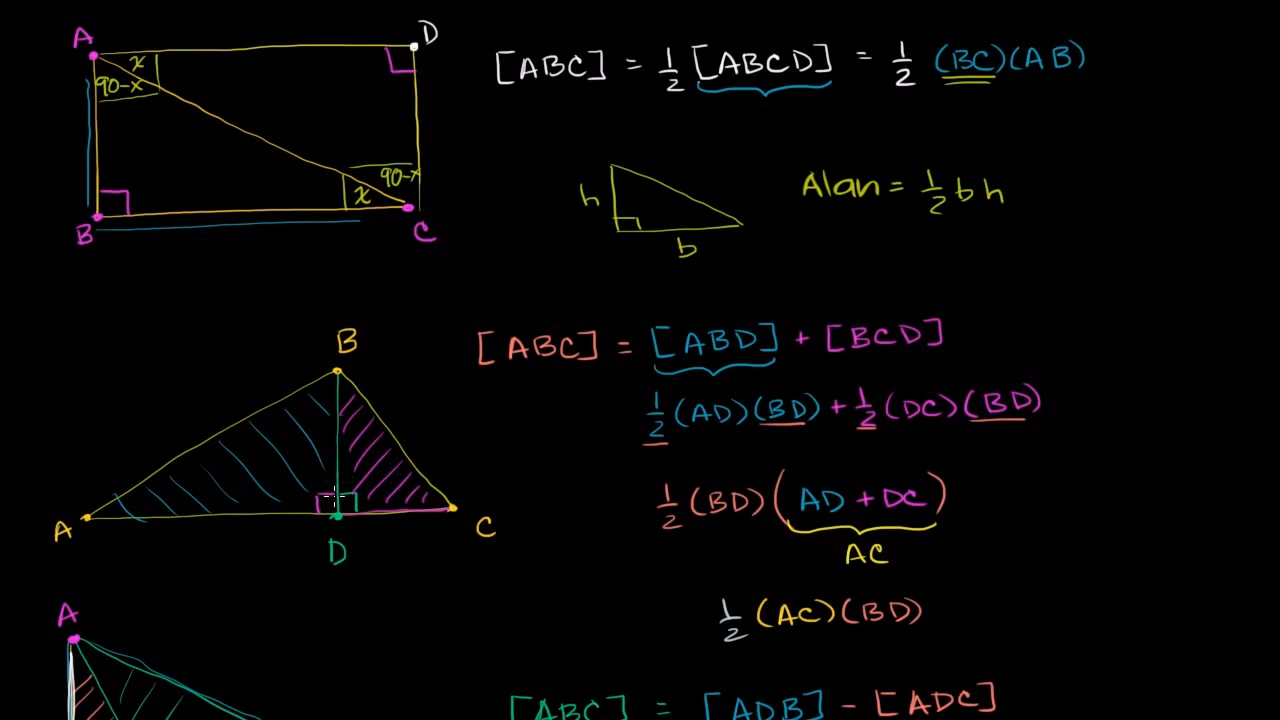 A
D
x
90-x
90-x
x
B
C
[ABC] = 1/2 [ABCD] = 1/2 (BC)(AB)
h
b
Alan = 1/2 bh
B
A
D
C
[ABC] = [ABD] + [BCD]
1/2 (AD)(BD) + 1/2 (DC)(BD)
1/2 (BD)(AD + DC)
AC
1/2 (AC)(BD)
A
[ABC] = [ADB] - [ADC]